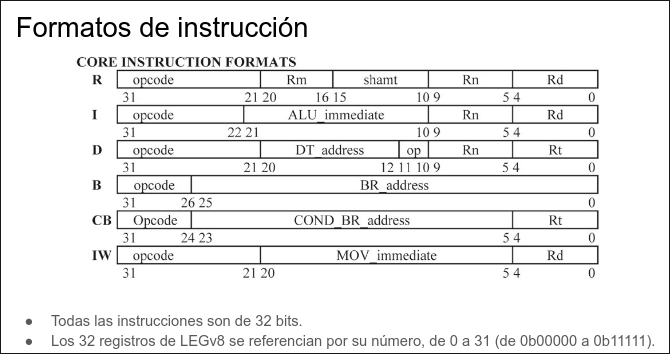 Formatos de instrucción
CORE INSTRUCTION FORMATS
R opcode Rm shamt Rn Rd
31 21 20 16 15 10 9 5 4 0
I opcode ALU_immediate Rn Rd
31 22 21 10 9 5 4 0
D opcode DT_address op Rn Rt
31 21 20 12 11 10 9 5 4 0
B opcode BR_address
31 26 25 0
CB Opcode COND_BR_address Rt
31 24 23 5 4 0
IW opcode MOV_immediate Rd
31 21 20 5 4 0
● Todas las instrucciones son de 32 bits.
● Los 32 registros de LEGv8 se referencian por su número, de 0 a 31 (de 0b00000 a 0b11111).